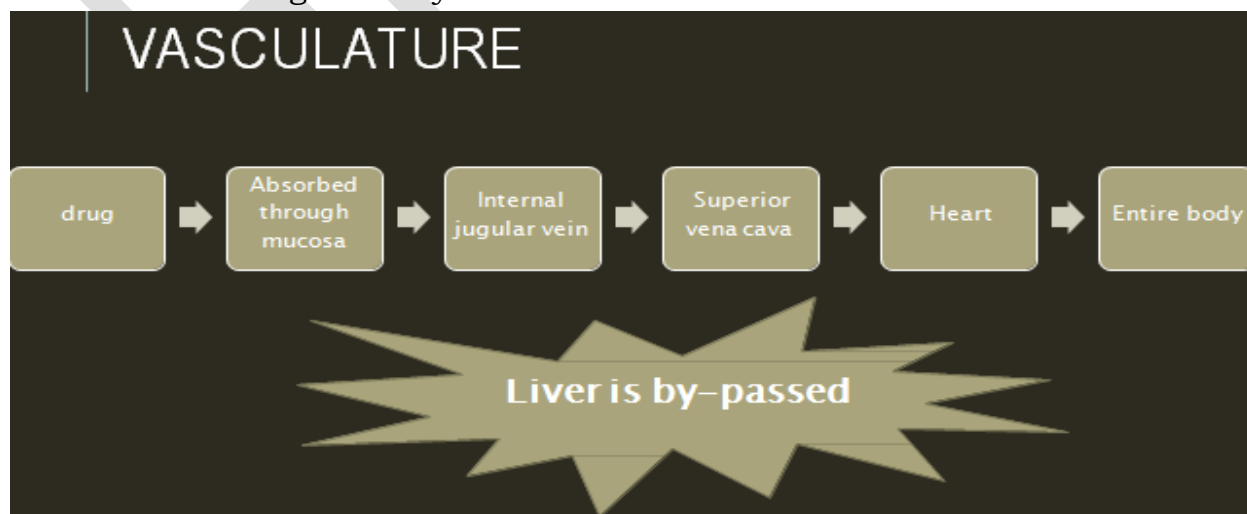 VASCULATURE
drug
Absorbed
through
mucosa
Internal
jugular vein
Superior
vena cava
Heart
Entire body
Liver is by-passed